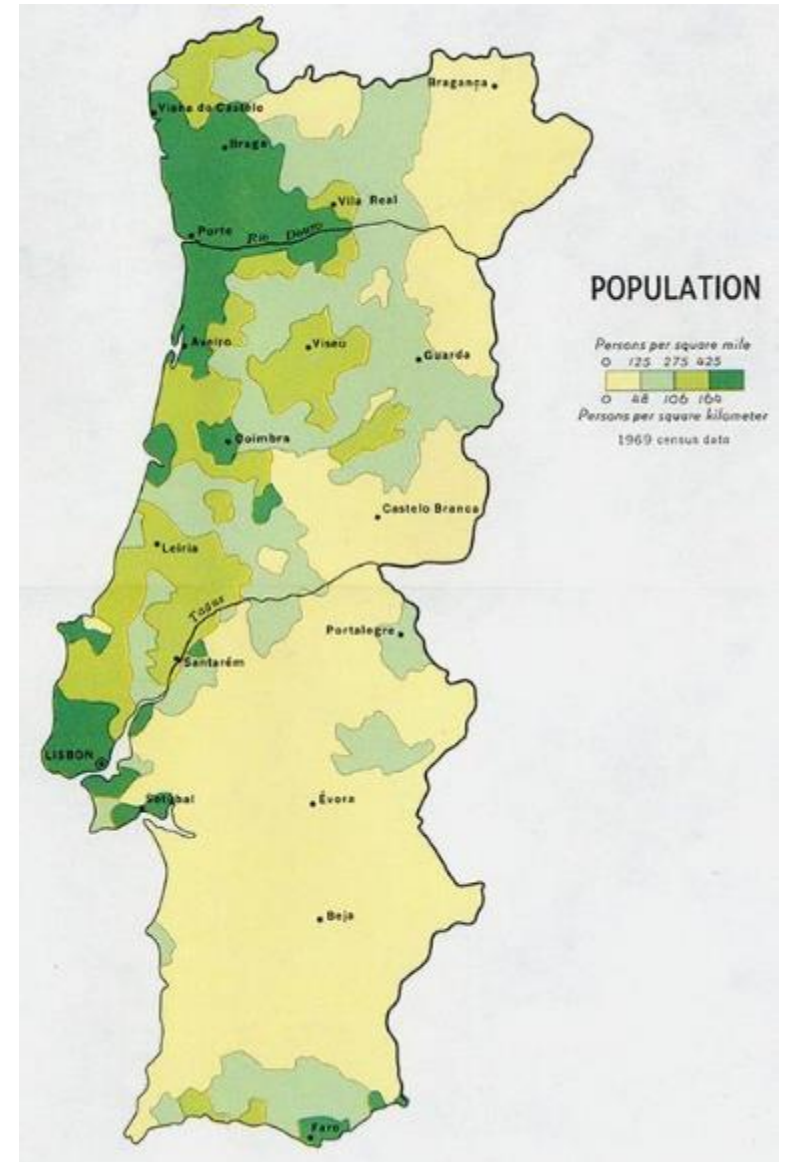 Bragança
Viana do Castelo
Braga
Vila Real
Porto
Rio Douro
POPULATION
Persons per square mile
0 125 275 425
0 48 106 164
Persons per square kilometer
1969 census data
Aveiro
Viseu
Guarda
Coimbra
Castelo Branca
Leiria
Tagus
Portalegre
Santarém
LISBON
Setúbal
Évora
Beja
Faro